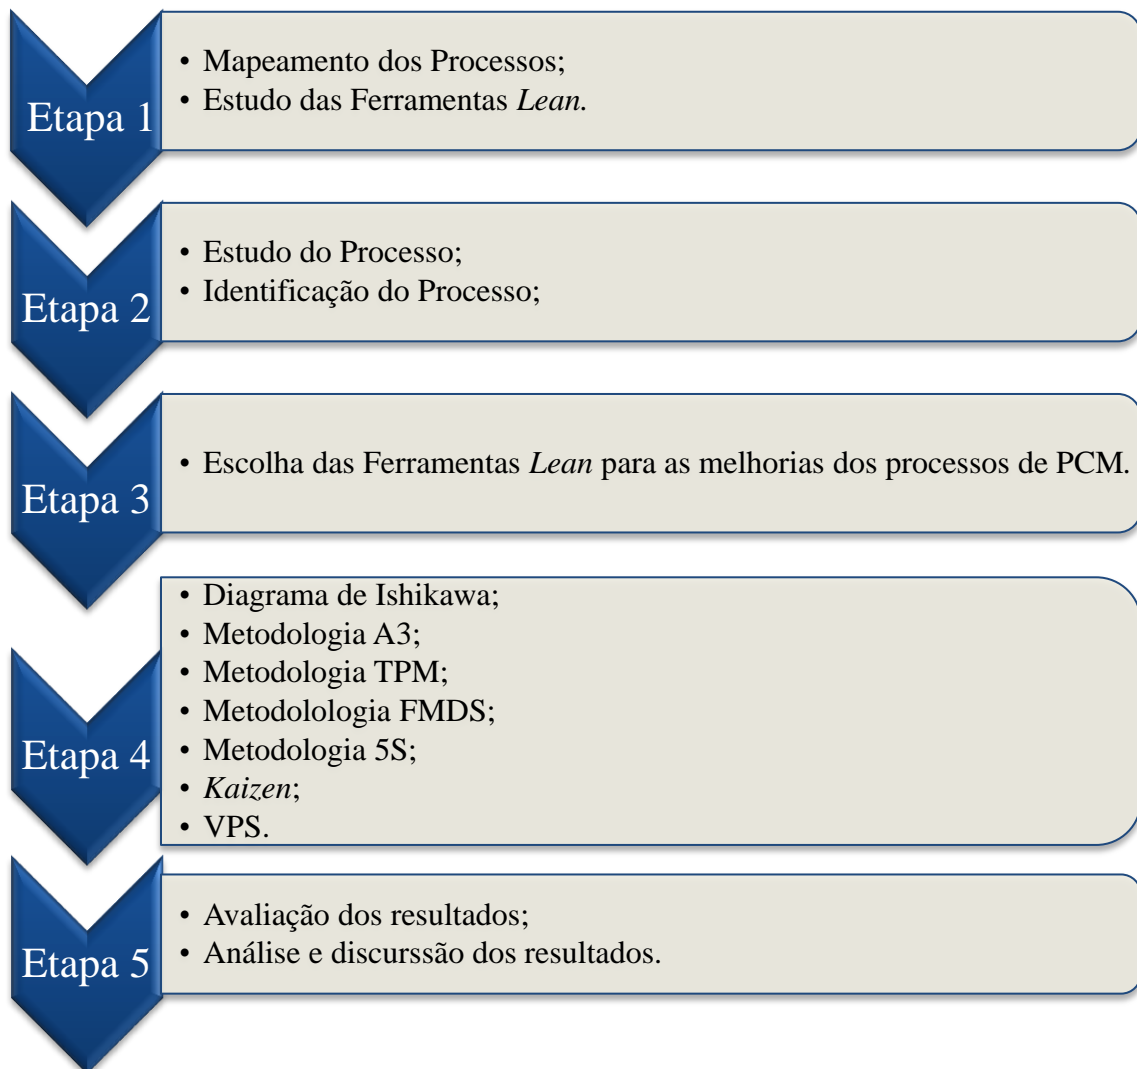 Etapa 1
• Mapeamento dos Processos;
• Estudo das Ferramentas Lean.
Etapa 2
• Estudo do Processo;
• Identificação do Processo;
Etapa 3
• Escolha das Ferramentas Lean para as melhorias dos processos de PCM.
Etapa 4
• Diagrama de Ishikawa;
• Metodologia A3;
• Metodologia TPM;
• Metodolologia FMDS;
• Metodologia 5S;
• Kaizen;
• VPS.
Etapa 5
• Avaliação dos resultados;
• Análise e discurssão dos resultados.